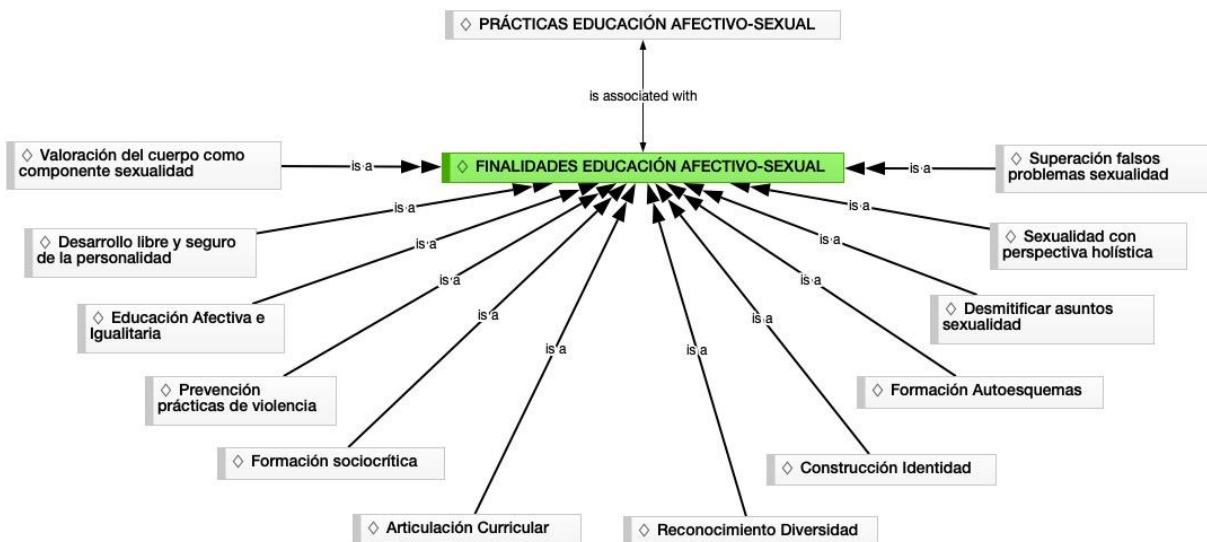 ◇ PRÁCTICAS EDUCACIÓN AFECTIVO-SEXUAL
is associated with
◇ FINALIDADES EDUCACIÓN AFECTIVO-SEXUAL
◇ Valoración del cuerpo como
componente sexualidad
is a
is a
◇ Superación falsos
problemas sexualidad
◇ Desarrollo libre y seguro
de la personalidad
is a
is a
◇ Sexualidad con
perspectiva holística
◇ Educación Afectiva e
Igualitaria
is a
is a
◇ Desmitificar asuntos
sexualidad
◇ Prevención
prácticas de violencia
is a
is a
◇ Formación Autoesquemas
◇ Formación sociocrítica
is a
is a
◇ Construcción Identidad
◇ Articulación Curricular
is a
is a
◇ Reconocimiento Diversidad